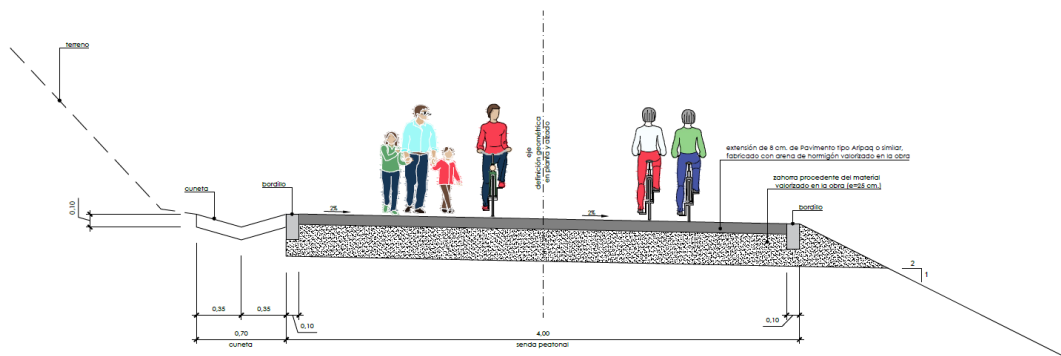 terreno
eje
definición geométrica
en planta y alzado
extensión de 8 cm. de Pavimento tipo Aripaq o similar,
fabricado con arena de hormigón valorizado en la obra
zahorra procedente del material
valorizado en la obra (e=25 cm.)
cuneta
bordillo
bordillo
0,10
2%
2%
2
1
0,35
0,35
0,10
0,10
0,70
4,00
cuneta
senda peatonal